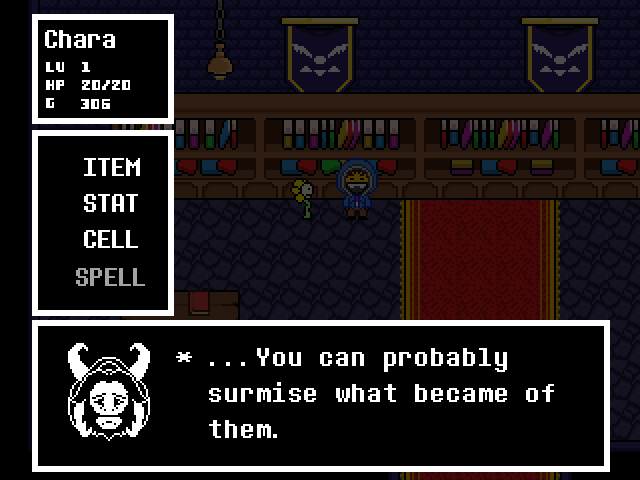 Chara
LV 1
HP 20/20
G 306
ITEM
STAT
CELL
SPELL
* ...You can probably
surmise what became of
them.